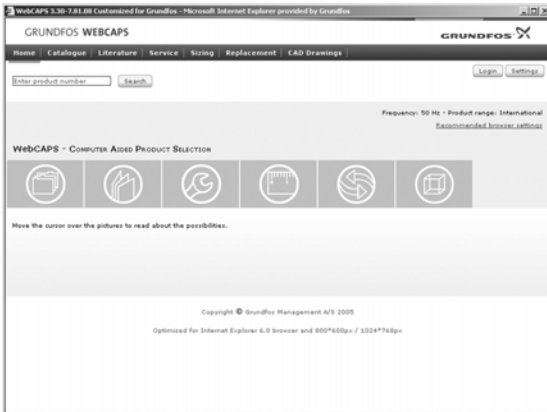 WebCAPS 3.30-7.01.08 Customized for Grundfos - Microsoft Internet Explorer provided by Grundfos
GRUNDFOS WEBCAPS
GRUNDFOS
Home Catalogue Literature Service Sizing Replacement CAD Drawings
Enter product number Search Login Settings
Frequency: 50 Hz - Product range: International
Recommended browser settings
WebCAPS - Computer Aided Product Selection
Move the cursor over the pictures to read about the possibilities.
Copyright © Grundfos Management A/S 2005
Optimized for Internet Explorer 6.0 browser and 800*600px / 1024*768px